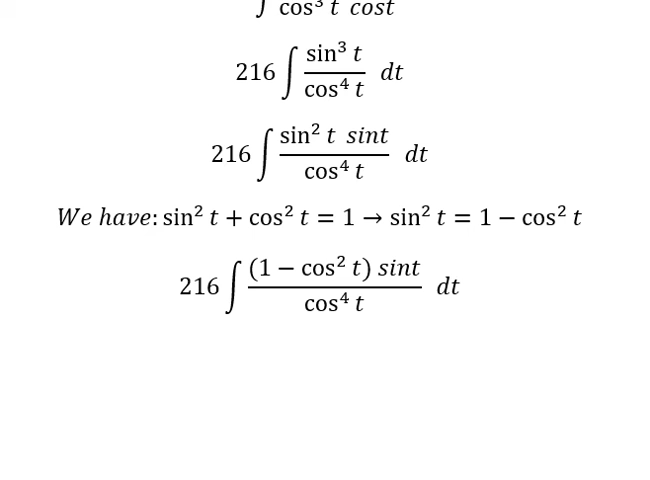 ∫ cos³ t cost
216 ∫ sin³ t / cos⁴ t dt
216 ∫ sin² t sint / cos⁴ t dt
We have: sin² t + cos² t = 1 → sin² t = 1 − cos² t
216 ∫ (1 − cos² t) sint / cos⁴ t dt